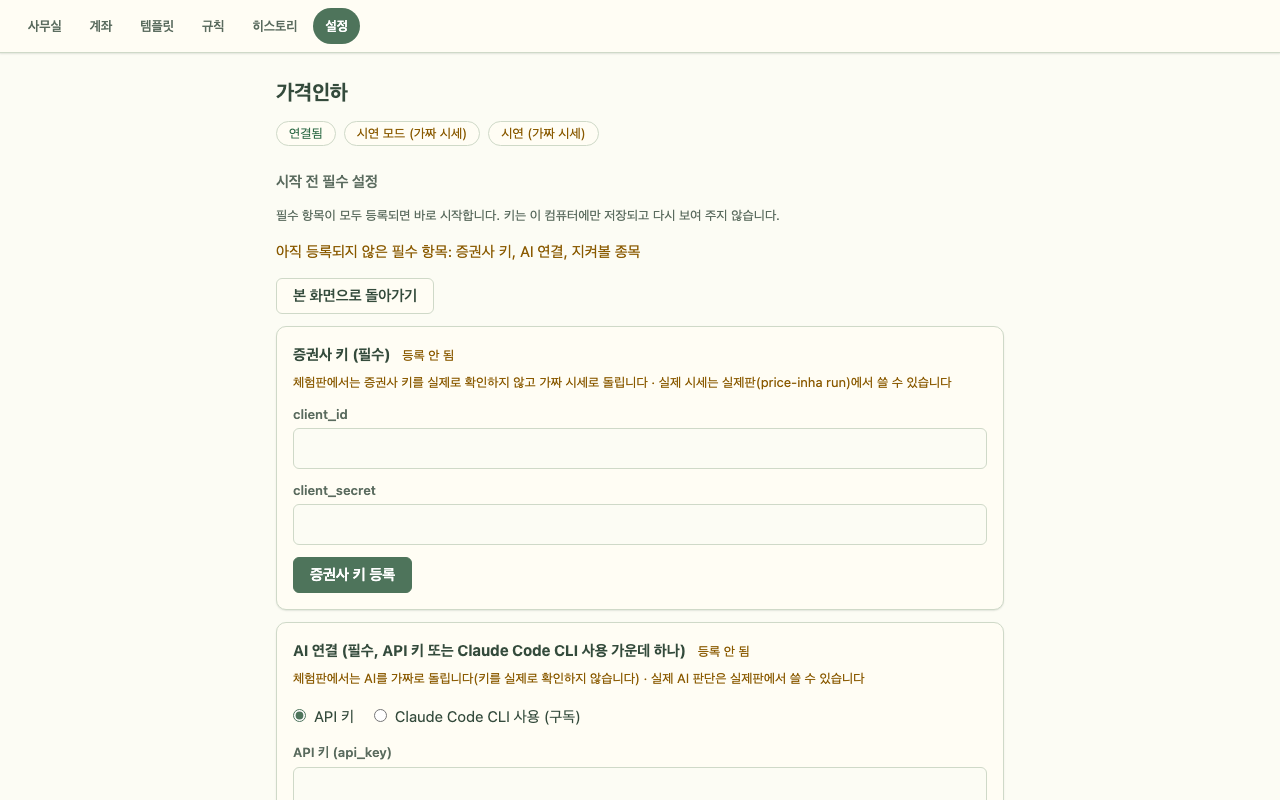 사무실 계좌 템플릿 규칙 히스토리 설정
가격인하
연결됨 시연 모드 (가짜 시세) 시연 (가짜 시세)
시작 전 필수 설정
필수 항목이 모두 등록되면 바로 시작합니다. 키는 이 컴퓨터에만 저장되고 다시 보여 주지 않습니다.
아직 등록되지 않은 필수 항목: 증권사 키, AI 연결, 지켜볼 종목
본 화면으로 돌아가기
증권사 키 (필수) 등록 안 됨
체험판에서는 증권사 키를 실제로 확인하지 않고 가짜 시세로 돌립니다 · 실제 시세는 실제판(price-inha run)에서 쓸 수 있습니다
client_id
client_secret
증권사 키 등록
AI 연결 (필수, API 키 또는 Claude Code CLI 사용 가운데 하나) 등록 안 됨
체험판에서는 AI를 가짜로 돌립니다(키를 실제로 확인하지 않습니다) · 실제 AI 판단은 실제판에서 쓸 수 있습니다
API 키 Claude Code CLI 사용 (구독)
API 키 (api_key)